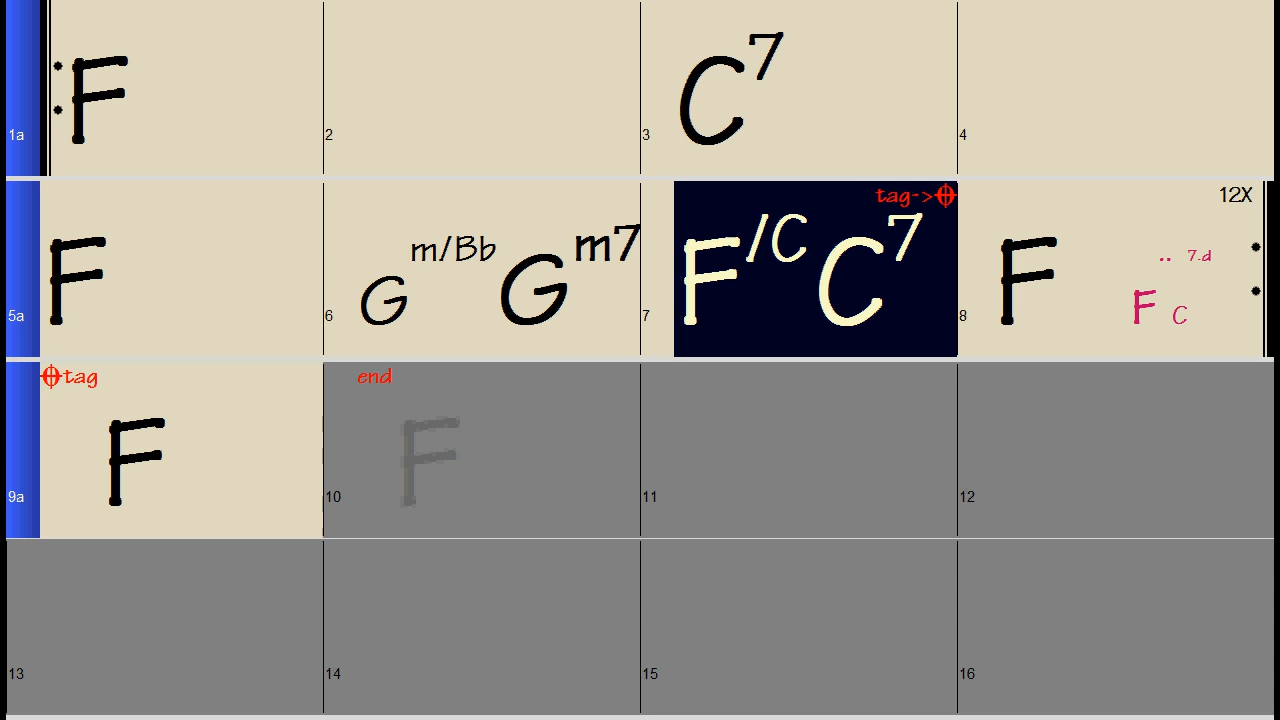 F C7
1a 2 3 4
tag-> 12X
F Gm/Bb Gm7 F/C C7 F .. F 7.d C
5a 6 7 8
tag end
F F
9a 10 11 12
13 14 15 16